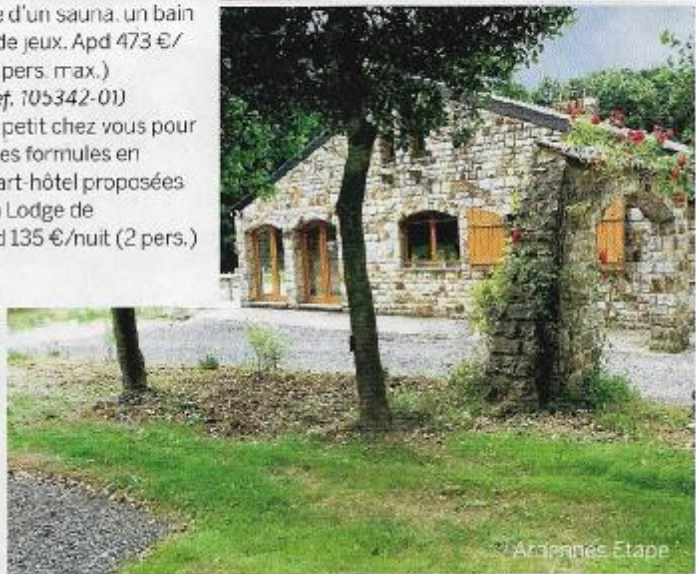 e d'un sauna, un bain
de jeux. Apd 473 €/
pers. max.)
ef. 105342-01)
petit chez vous pour
es formules en
art-hôtel proposées
Lodge de
d 135 €/nuit (2 pers.)
Ardennes Etape